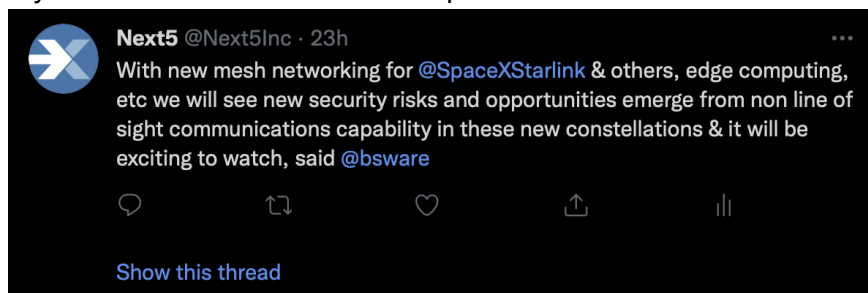 Next5 @Next5Inc · 23h
With new mesh networking for @SpaceXStarlink & others, edge computing,
etc we will see new security risks and opportunities emerge from non line of
sight communications capability in these new constellations & it will be
exciting to watch, said @bsware
Show this thread